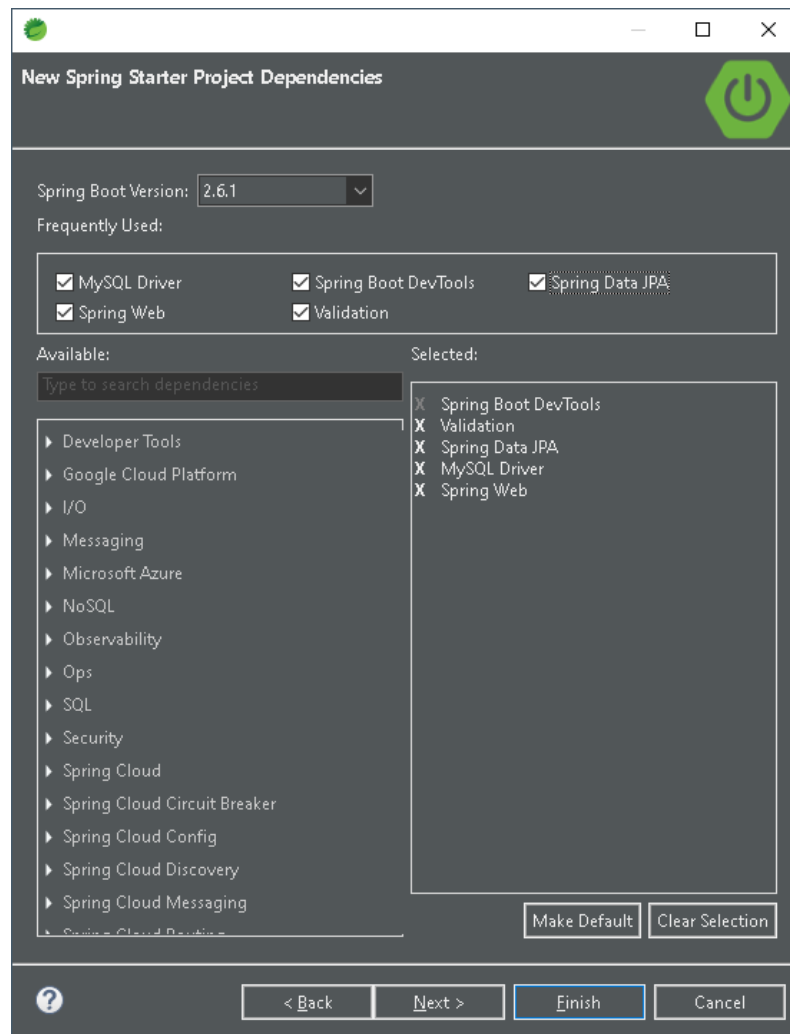 New Spring Starter Project Dependencies
Spring Boot Version: 2.6.1
Frequently Used:
MySQL Driver Spring Boot DevTools Spring Data JPA
Spring Web Validation
Available:
Type to search dependencies
Developer Tools
Google Cloud Platform
I/O
Messaging
Microsoft Azure
NoSQL
Observability
Ops
SQL
Security
Spring Cloud
Spring Cloud Circuit Breaker
Spring Cloud Config
Spring Cloud Discovery
Spring Cloud Messaging
Spring Cloud Routing
Selected:
X Spring Boot DevTools
X Validation
X Spring Data JPA
X MySQL Driver
X Spring Web
Make Default Clear Selection
? < Back Next > Finish Cancel